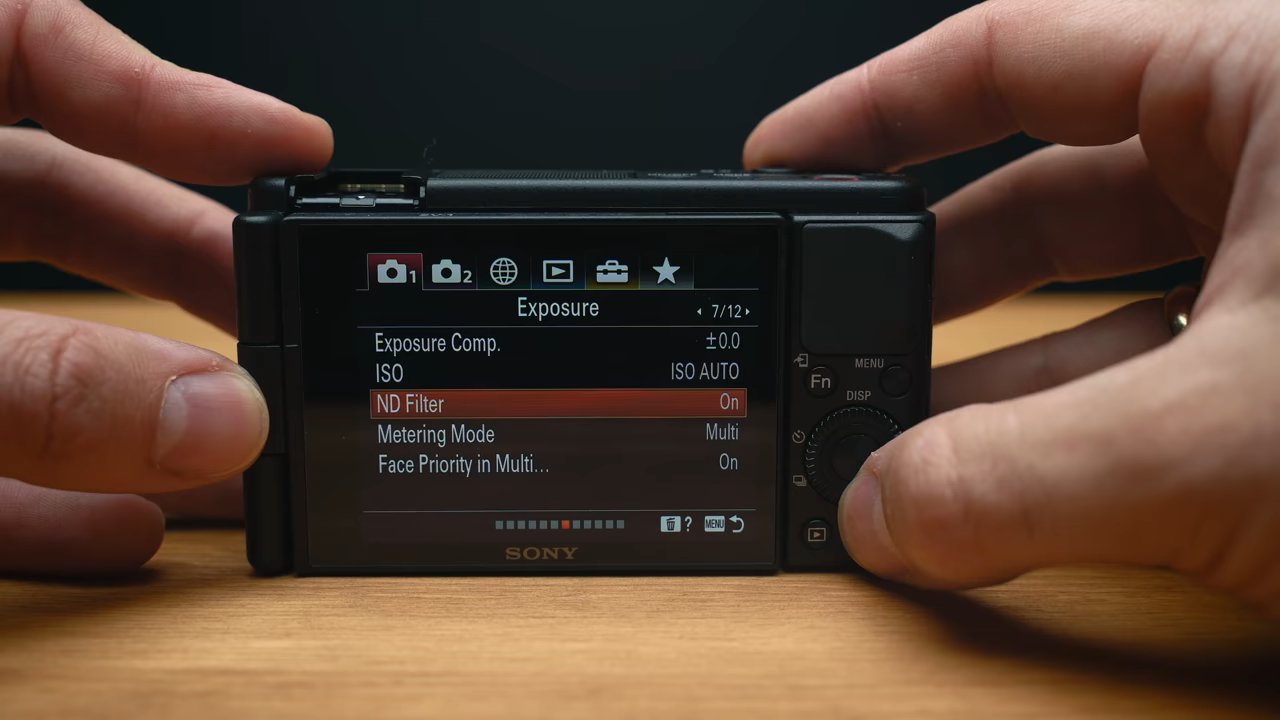 1 2
Exposure 7/12
Exposure Comp. ±0.0
ISO ISO AUTO
ND Filter On
Metering Mode Multi
Face Priority in Multi... On
? MENU
SONY
MENU
Fn
DISP